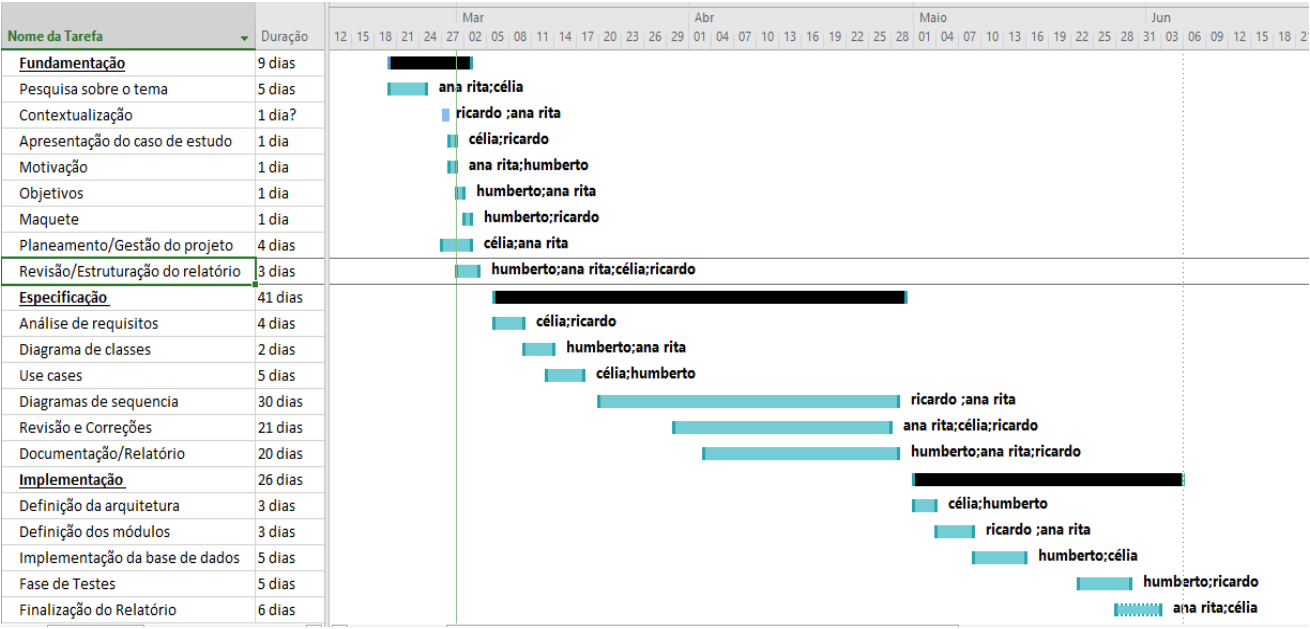 Mar Abr Maio Jun
Nome da Tarefa Duração 12 15 18 21 24 27 02 05 08 11 14 17 20 23 26 29 01 04 07 10 13 16 19 22 25 28 01 04 07 10 13 16 19 22 25 28 31 03 06 09 12 15 18
Fundamentação 9 dias
Pesquisa sobre o tema 5 dias ana rita;célia
Contextualização 1 dia? ricardo ;ana rita
Apresentação do caso de estudo 1 dia célia;ricardo
Motivação 1 dia ana rita;humberto
Objetivos 1 dia humberto;ana rita
Maquete 1 dia humberto;ricardo
Planeamento/Gestão do projeto 4 dias célia;ana rita
Revisão/Estruturação do relatório 3 dias humberto;ana rita;célia;ricardo
Especificação 41 dias
Análise de requisitos 4 dias célia;ricardo
Diagrama de classes 2 dias humberto;ana rita
Use cases 5 dias célia;humberto
Diagramas de sequencia 30 dias ricardo ;ana rita
Revisão e Correções 21 dias ana rita;célia;ricardo
Documentação/Relatório 20 dias humberto;ana rita;ricardo
Implementação 26 dias
Definição da arquitetura 3 dias célia;humberto
Definição dos módulos 3 dias ricardo ;ana rita
Implementação da base de dados 5 dias humberto;célia
Fase de Testes 5 dias humberto;ricardo
Finalização do Relatório 6 dias ana rita;célia